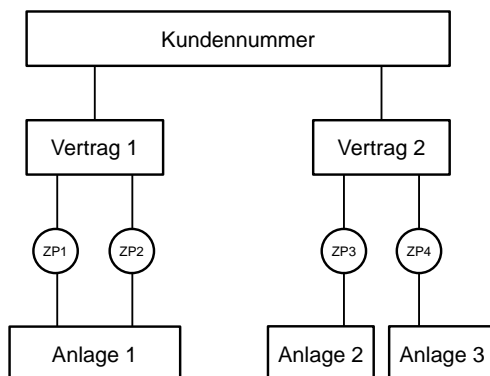 Kundennummer
Vertrag 1
Vertrag 2
ZP1
ZP2
ZP3
ZP4
Anlage 1
Anlage 2
Anlage 3